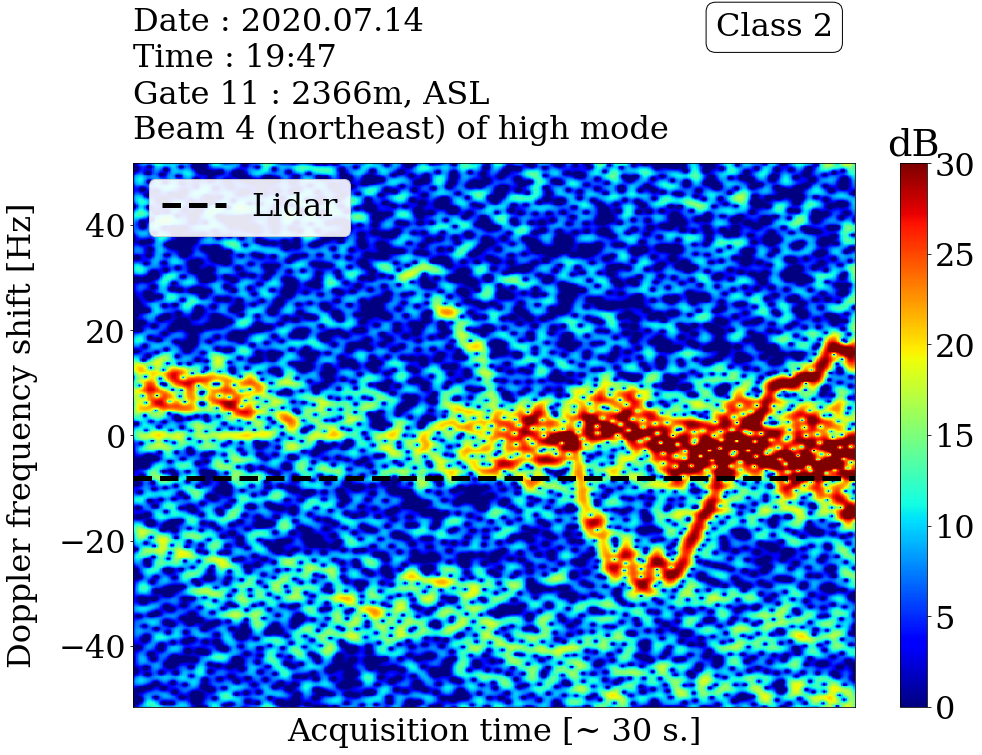 Date : 2020.07.14
Time : 19:47
Gate 11 : 2366m, ASL
Beam 4 (northeast) of high mode
Class 2
dB
Lidar
Doppler frequency shift [Hz]
40
20
0
−20
−40
Acquisition time [~ 30 s.]
30
25
20
15
10
5
0